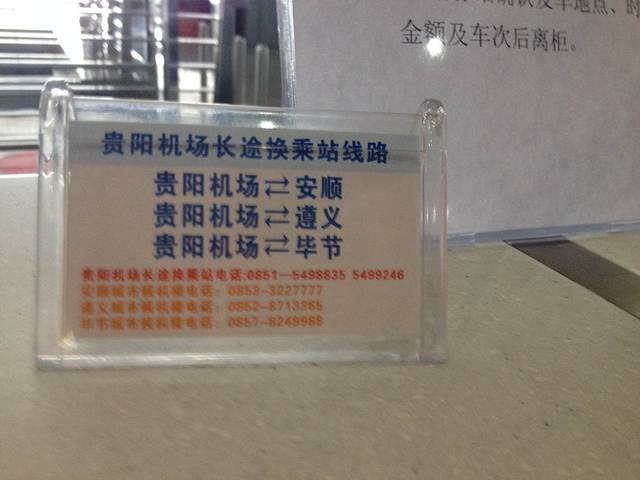 车地点、时
金额及车次后离柜。
贵阳机场长途换乘站线路
贵阳机场⇄安顺
贵阳机场⇄遵义
贵阳机场⇄毕节
贵阳机场长途换乘站电话:0851—5498835 5499246
安顺城市候机楼电话：0853-3227777
遵义城市候机楼电话：0852-8713365
毕节城市候机楼电话：0857-8249988